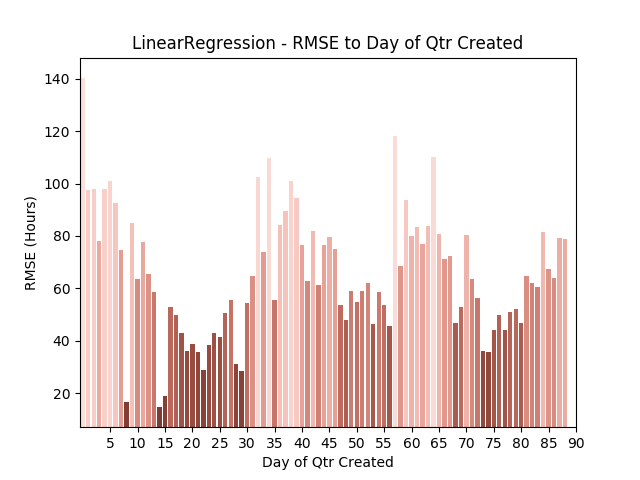 LinearRegression - RMSE to Day of Qtr Created
140
120
100
80
60
40
20
RMSE (Hours)
5 10 15 20 25 30 35 40 45 50 55 60 65 70 75 80 85 90
Day of Qtr Created